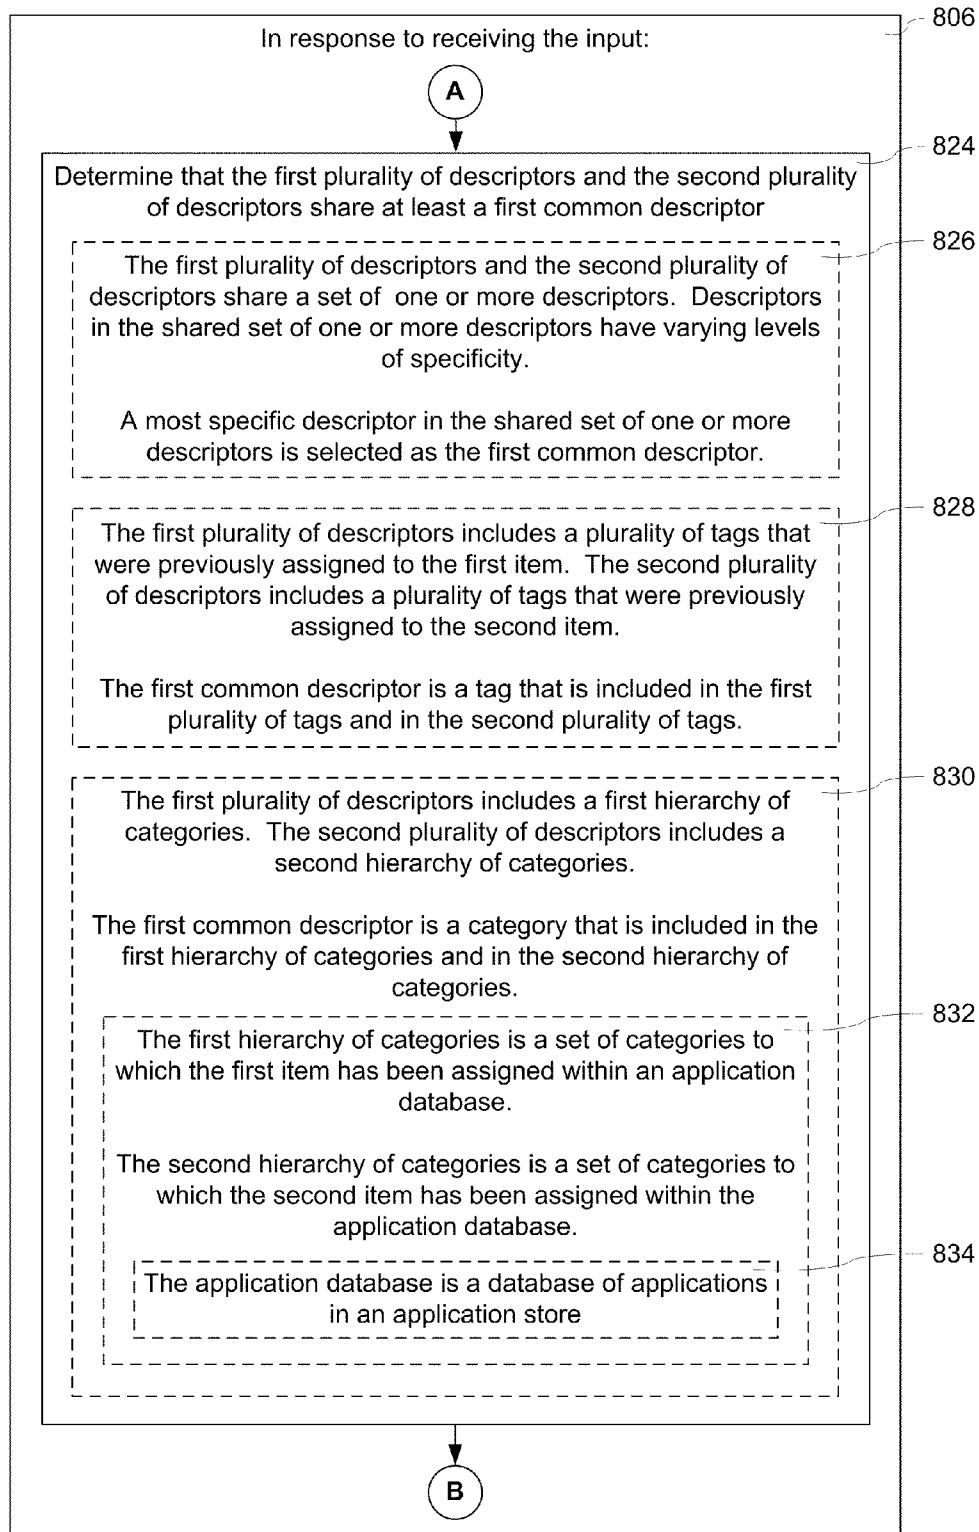 806
In response to receiving the input:
A
824
Determine that the first plurality of descriptors and the second plurality
of descriptors share at least a first common descriptor
826
The first plurality of descriptors and the second plurality of
descriptors share a set of one or more descriptors. Descriptors
in the shared set of one or more descriptors have varying levels
of specificity.
A most specific descriptor in the shared set of one or more
descriptors is selected as the first common descriptor.
828
The first plurality of descriptors includes a plurality of tags that
were previously assigned to the first item. The second plurality
of descriptors includes a plurality of tags that were previously
assigned to the second item.
The first common descriptor is a tag that is included in the first
plurality of tags and in the second plurality of tags.
830
The first plurality of descriptors includes a first hierarchy of
categories. The second plurality of descriptors includes a
second hierarchy of categories.
The first common descriptor is a category that is included in the
first hierarchy of categories and in the second hierarchy of
categories.
832
The first hierarchy of categories is a set of categories to
which the first item has been assigned within an application
database.
The second hierarchy of categories is a set of categories to
which the second item has been assigned within the
application database.
834
The application database is a database of applications
in an application store
B